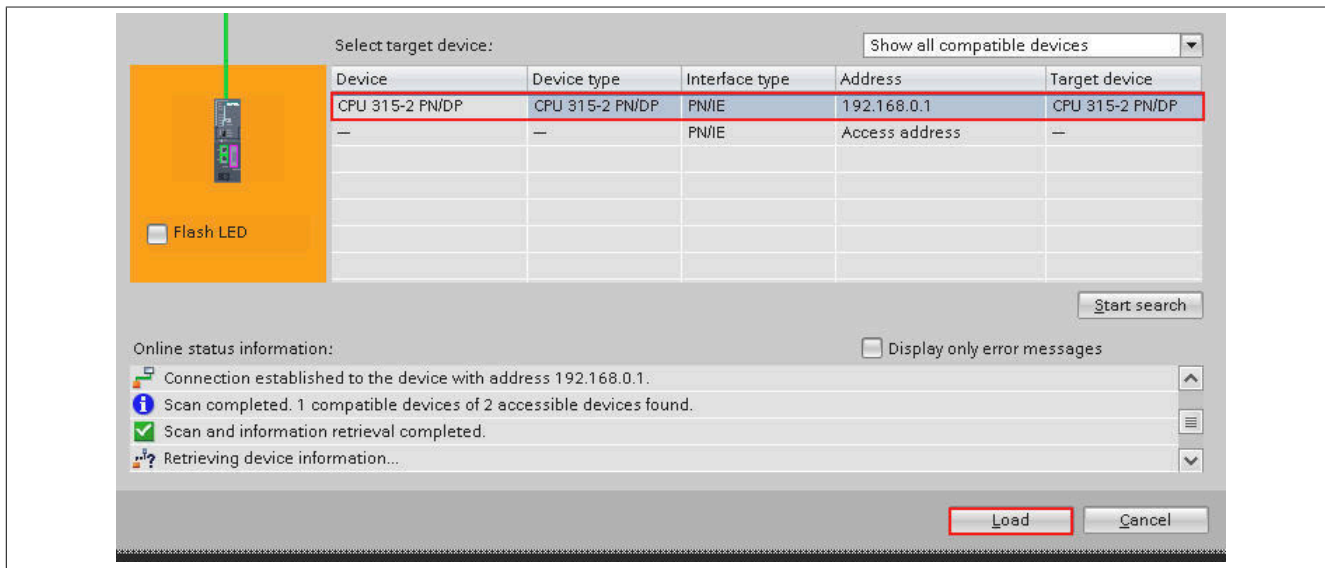 Select target device: Show all compatible devices
Device Device type Interface type Address Target device
CPU 315-2 PN/DP CPU 315-2 PN/DP PN/IE 192.168.0.1 CPU 315-2 PN/DP
— — PN/IE Access address —
Flash LED
Start search
Online status information: Display only error messages
Connection established to the device with address 192.168.0.1.
Scan completed. 1 compatible devices of 2 accessible devices found.
Scan and information retrieval completed.
Retrieving device information...
Load Cancel